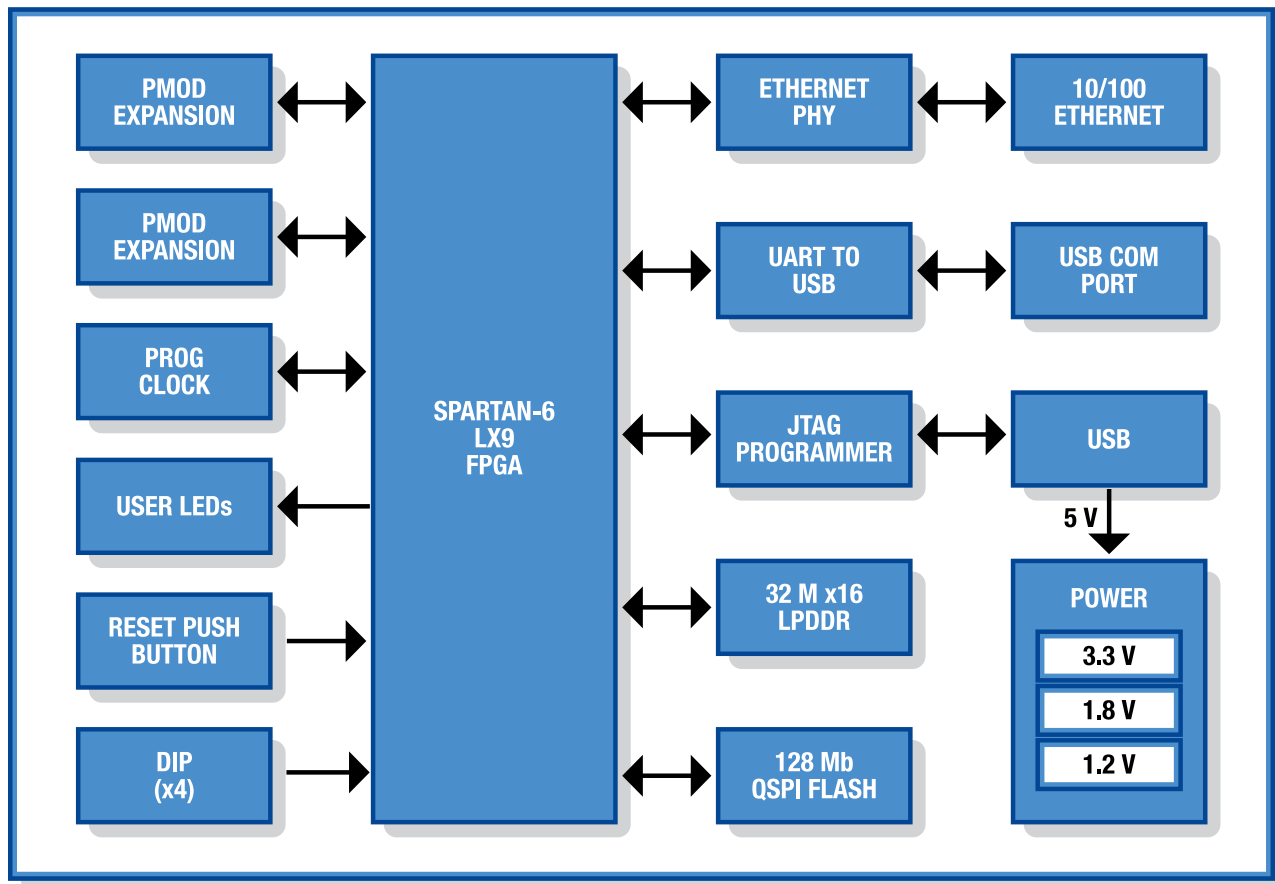 PMOD
EXPANSION
PMOD
EXPANSION
PROG
CLOCK
USER LEDs
RESET PUSH
BUTTON
DIP
(x4)
SPARTAN-6
LX9
FPGA
ETHERNET
PHY
UART TO
USB
JTAG
PROGRAMMER
32 M x16
LPDDR
128 Mb
QSPI FLASH
10/100
ETHERNET
USB COM
PORT
USB
5 V
POWER
3.3 V
1.8 V
1.2 V